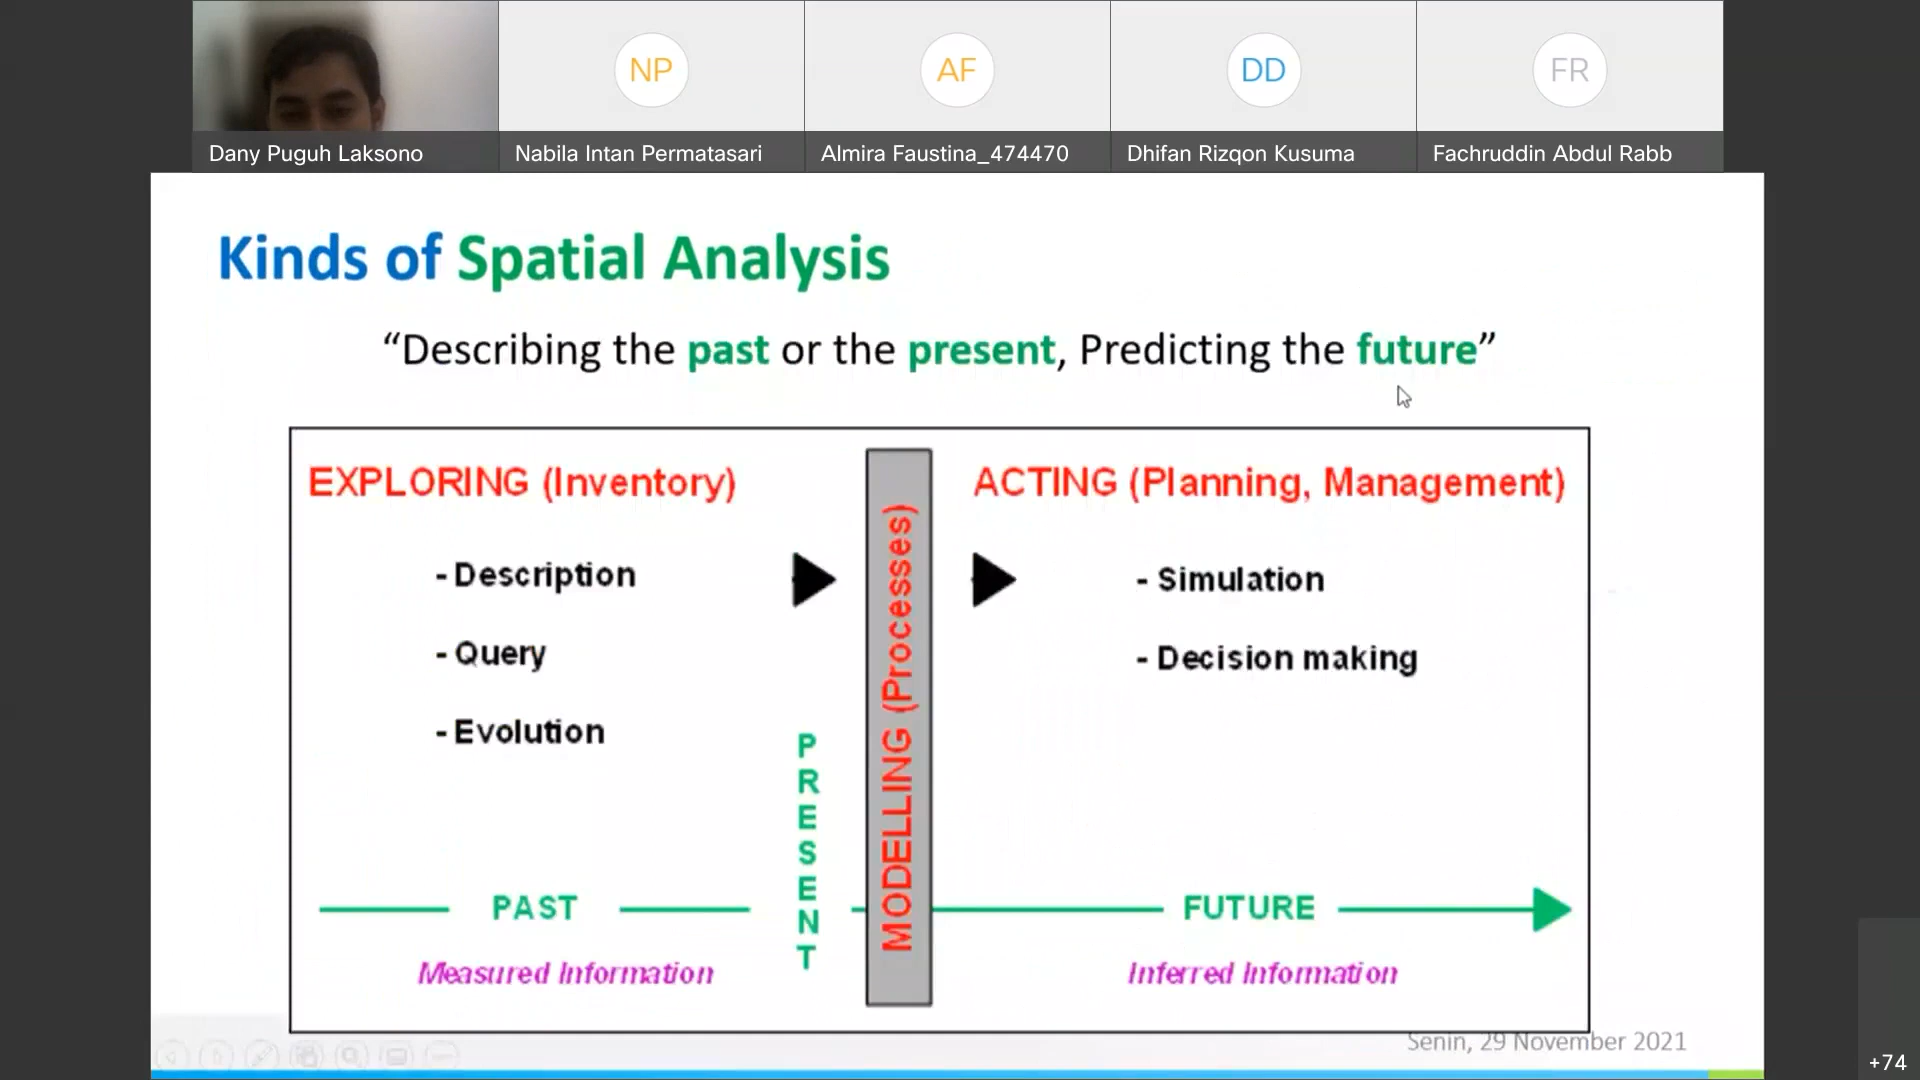 NP
AF
DD
FR
Dany Puguh Laksono
Nabila Intan Permatasari
Almira Faustina_474470
Dhifan Rizqon Kusuma
Fachruddin Abdul Rabb
Kinds of Spatial Analysis
“Describing the past or the present, Predicting the future”
EXPLORING (Inventory)
- Description
- Query
- Evolution
PRESENT
PAST
Measured Information
MODELLING (Processes)
ACTING (Planning, Management)
- Simulation
- Decision making
FUTURE
Inferred Information
Senin, 29 November 2021
+74